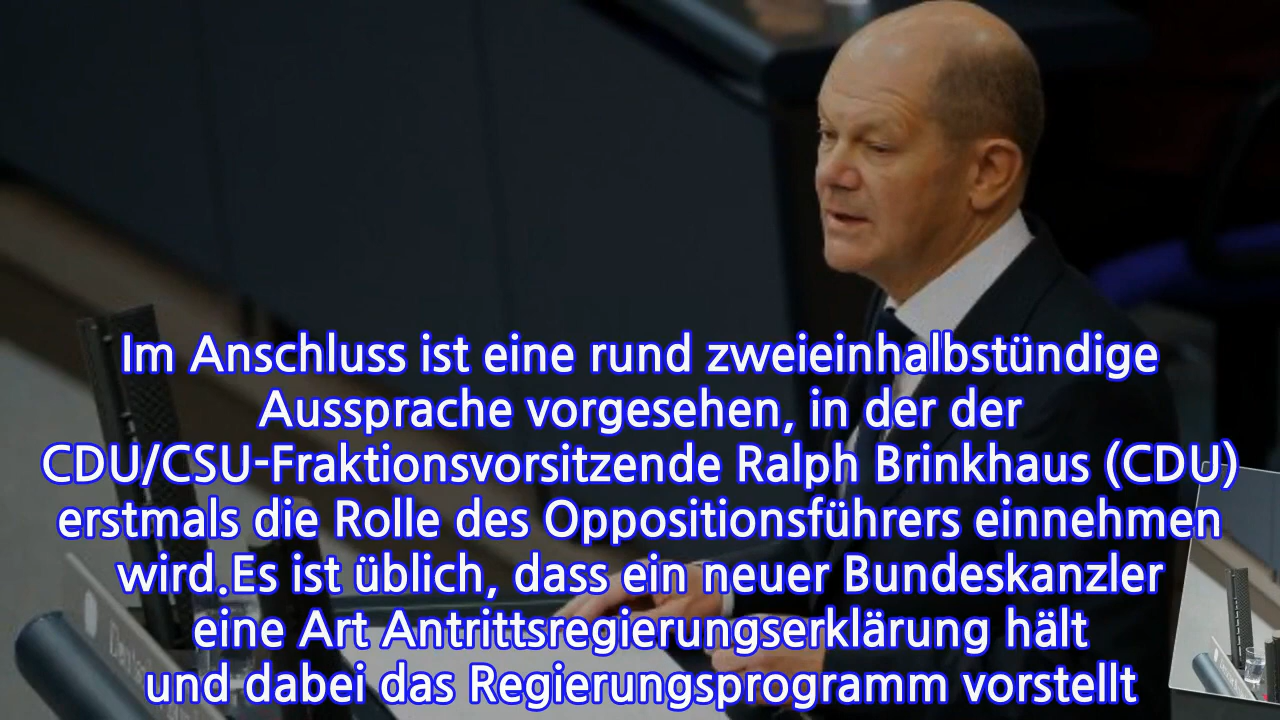 Im Anschluss ist eine rund zweieinhalbstündige
Aussprache vorgesehen, in der der
CDU/CSU-Fraktionsvorsitzende Ralph Brinkhaus (CDU)
erstmals die Rolle des Oppositionsführers einnehmen
wird.Es ist üblich, dass ein neuer Bundeskanzler
eine Art Antrittsregierungserklärung hält
und dabei das Regierungsprogramm vorstellt